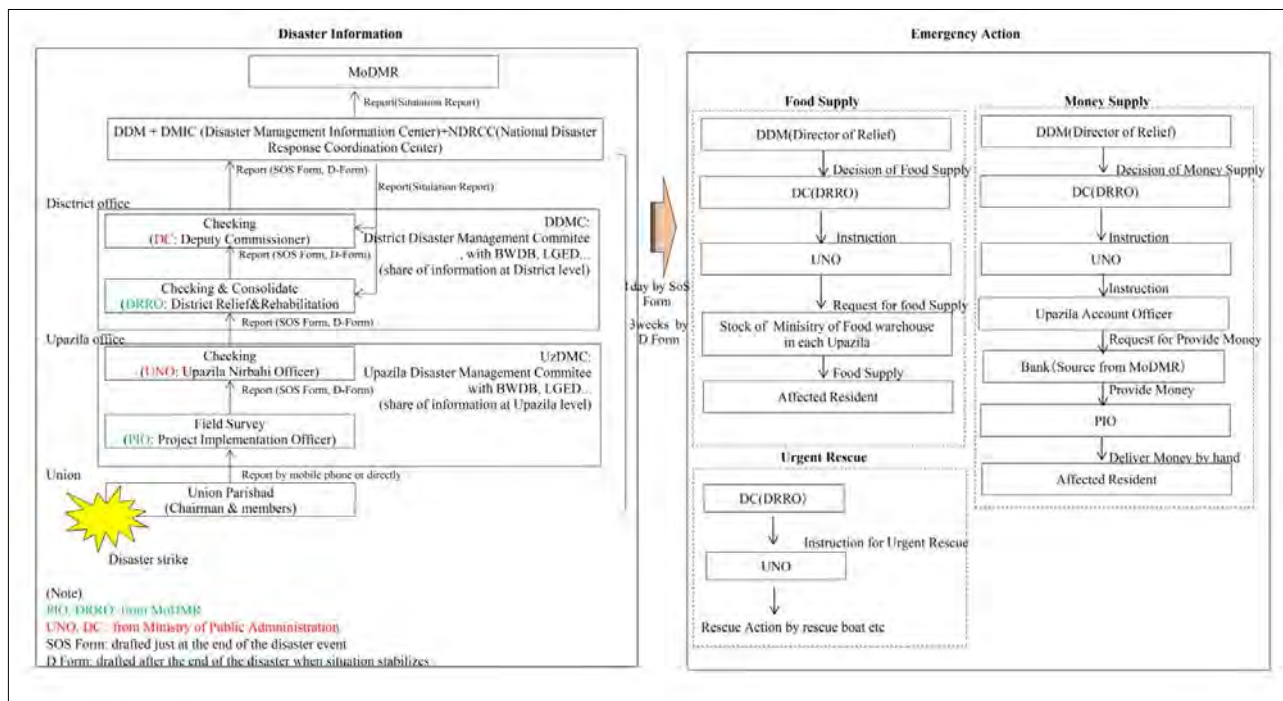 Disaster Information
MoDMR
Report(Situlation Report)
DDM + DMIC (Disaster Management Information Center)+NDRCC(National Disaster
Response Coordination Center)
Report (SOS Form, D-Form)
Report(Situlation Report)
Disctrict office
Checking
(DC: Deputy Commissioner)
DDMC:
District Disaster Management Commitee
, with BWDB, LGED...
(share of information at District level)
Report (SOS Form, D-Form)
Checking & Consolidate
(DRRO: District Relief&Rehabilitation
Report (SOS Form, D-Form)
Upazila office
Checking
(UNO: Upazila Nirbahi Officer)
UzDMC:
Upazila Disaster Management Commitee
with BWDB, LGED...
(share of information at Upazila level)
Report (SOS Form, D-Form)
Field Survey
(PIO: Project Implementation Officer)
Report by mobile phone or directly
Union
Union Parishad
(Chairman & members)
Disaster strike
(Note)
PIO, DRRO: from MoDMR
UNO, DC : from Ministry of Public Admninistration
SOS Form: drafted just at the end of the disaster event
D Form: drafted after the end of the disaster when situation stabilizes
1day by SoS
Form
3weeks by
D Form
Emergency Action
Food Supply
DDM(Director of Relief)
Decision of Food Supply
DC(DRRO)
Instruction
UNO
Request for food Supply
Stock of Minisitry of Food warehouse
in each Upazila
Food Supply
Affected Resident
Money Supply
DDM(Director of Relief)
Decision of Money Supply
DC(DRRO)
Instruction
UNO
Instruction
Upazila Account Officer
Request for Provide Money
Bank(Source from MoDMR)
Provide Money
PIO
Deliver Money by hand
Affected Resident
Urgent Rescue
DC(DRRO)
Instruction for Urgent Rescue
UNO
Rescue Action by rescue boat etc